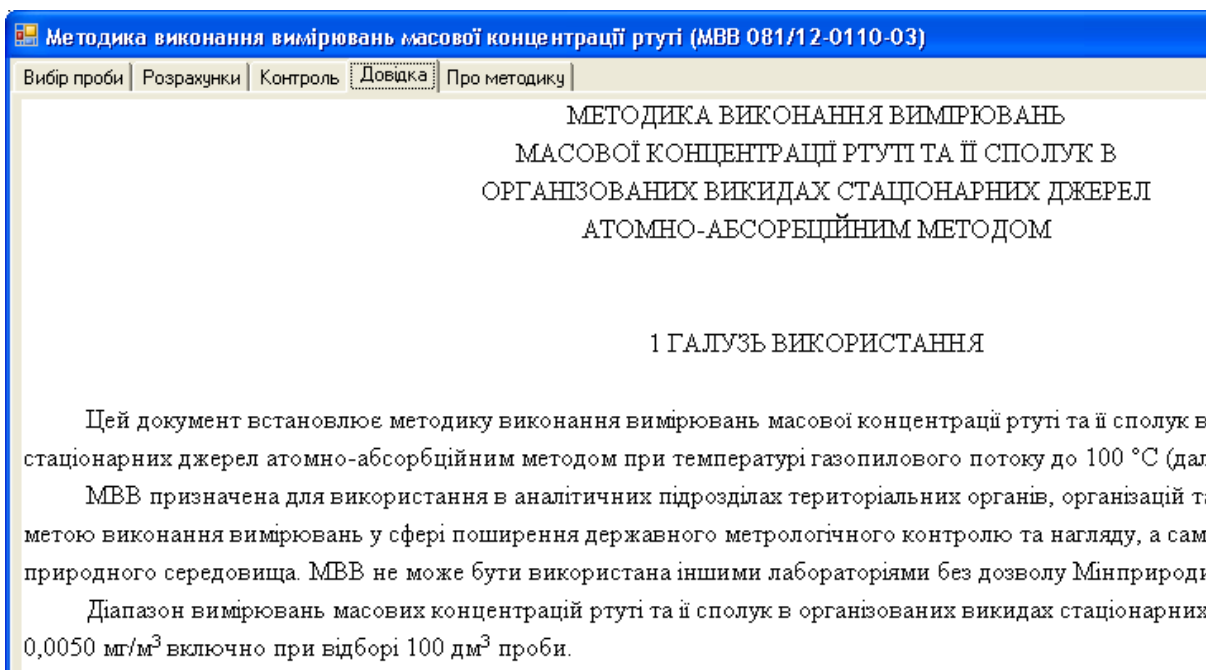 Методика виконання вимірювань масової концентрації ртуті (МВВ 081/12-0110-03)
Вибір проби Розрахунки Контроль Довідка Про методику
МЕТОДИКА ВИКОНАННЯ ВИМІРЮВАНЬ
МАСОВОЇ КОНЦЕНТРАЦІЇ РТУТІ ТА ЇЇ СПОЛУК В
ОРГАНІЗОВАНИХ ВИКИДАХ СТАЦІОНАРНИХ ДЖЕРЕЛ
АТОМНО-АБСОРБЦІЙНИМ МЕТОДОМ
1 ГАЛУЗЬ ВИКОРИСТАННЯ
Цей документ встановлює методику виконання вимірювань масової концентрації ртуті та її сполук в
стаціонарних джерел атомно-абсорбційним методом при температурі газопилового потоку до 100 °С (дал
МВВ призначена для використання в аналітичних підрозділах територіальних органів, організацій та
метою виконання вимірювань у сфері поширення державного метрологічного контролю та нагляду, а сам
природного середовища. МВВ не може бути використана іншими лабораторіями без дозволу Мінприроди
Діапазон вимірювань масових концентрацій ртуті та її сполук в організованих викидах стаціонарних
0,0050 мг/м³ включно при відборі 100 дм³ проби.